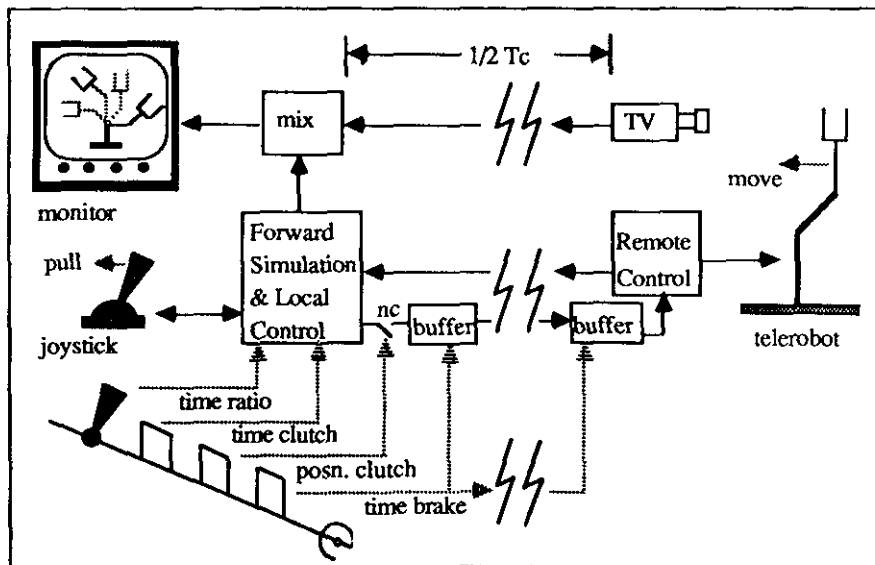 1/2 Tc
mix
TV
move
monitor
Forward
Simulation
& Local
Control
Remote
Control
pull
nc
buffer
buffer
joystick
telerobot
time ratio
time clutch
posn. clutch
time brake